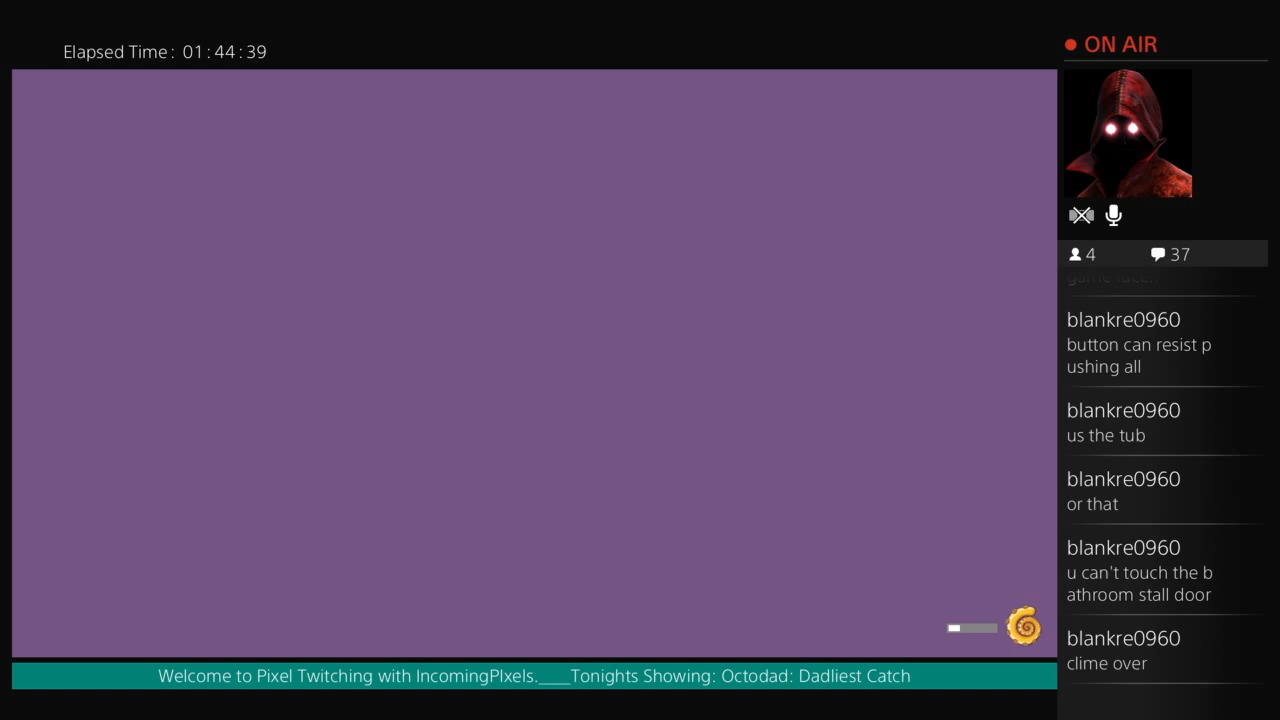 Elapsed Time: 01:44:39
ON AIR
4 37
game face.
blankre0960
button can resist p
ushing all
blankre0960
us the tub
blankre0960
or that
blankre0960
u can't touch the b
athroom stall door
blankre0960
clime over
Welcome to Pixel Twitching with IncomingPIxels.____Tonights Showing: Octodad: Dadliest Catch